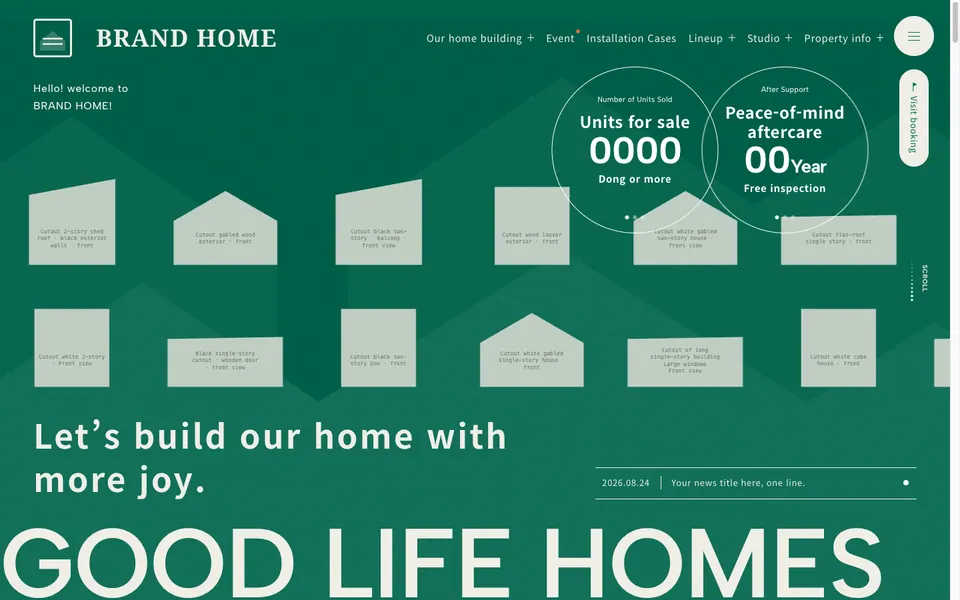 BRAND HOME
Our home building +
Event
Installation Cases
Lineup +
Studio +
Property info +
Hello! welcome to
BRAND HOME!
Number of Units Sold
Units for sale
0000
Dong or more
After Support
Peace-of-mind
aftercare
00Year
Free inspection
Visit booking
Cutout 2-story shed
roof · black exterior
walls · front
Cutout gabled wood
exterior · front
Cutout black two-
story · balcony ·
front view
Cutout wood louver
exterior · front
Cutout white gabled
two-story house ·
front
Cutout flat-roof
single story · front
SCROLL
Cutout white 2-story
· front view
Black single-story
cutout · wooden door
· front view
Cutout black two-
story box · front
Cutout white gabled
single-story house ·
front
Cutout of long
single-story building
Large windows
Front view
Cutout white cube
house · front
Let’s build our home with
more joy.
2026.08.24
Your news title here, one line.
GOOD LIFE HOMES